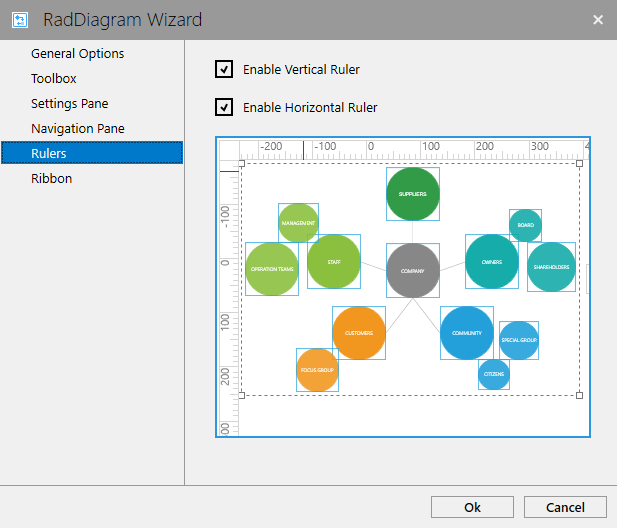 RadDiagram Wizard
General Options
Toolbox
Settings Pane
Navigation Pane
Rulers
Ribbon
Enable Vertical Ruler
Enable Horizontal Ruler
-200 -100 0 100 200 300
-100
0
100
200
SUPPLIERS
MANAGEMENT
BOARD
OPERATION TEAMS
STAFF
COMPANY
OWNERS
SHAREHOLDERS
CUSTOMERS
COMMUNITY
SPECIAL GROUP
FOCUS GROUP
CITIZENS
Ok
Cancel